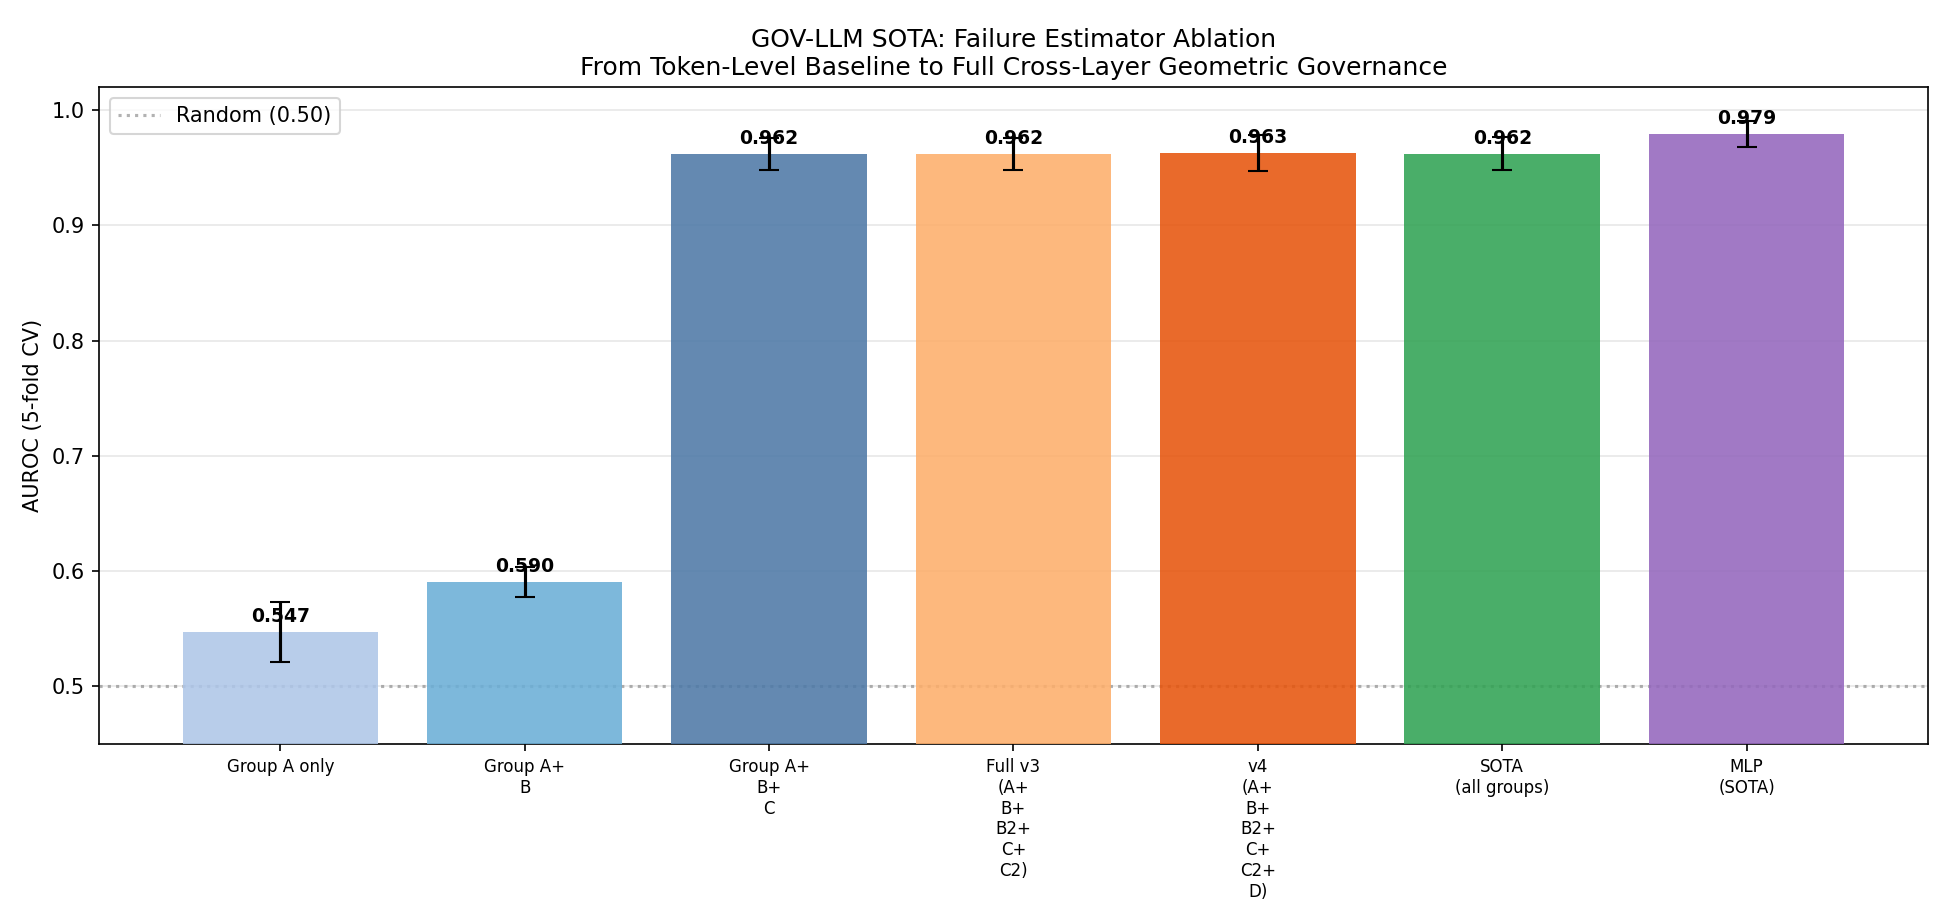 GOV-LLM SOTA: Failure Estimator Ablation
From Token-Level Baseline to Full Cross-Layer Geometric Governance
Random (0.50)
AUROC (5-fold CV)
1.0
0.9
0.8
0.7
0.6
0.5
0.547
0.590
0.962
0.962
0.963
0.962
0.979
Group A only
Group A+
B
Group A+
B+
C
Full v3
(A+
B+
B2+
C+
C2)
v4
(A+
B+
B2+
C+
C2+
D)
SOTA
(all groups)
MLP
(SOTA)